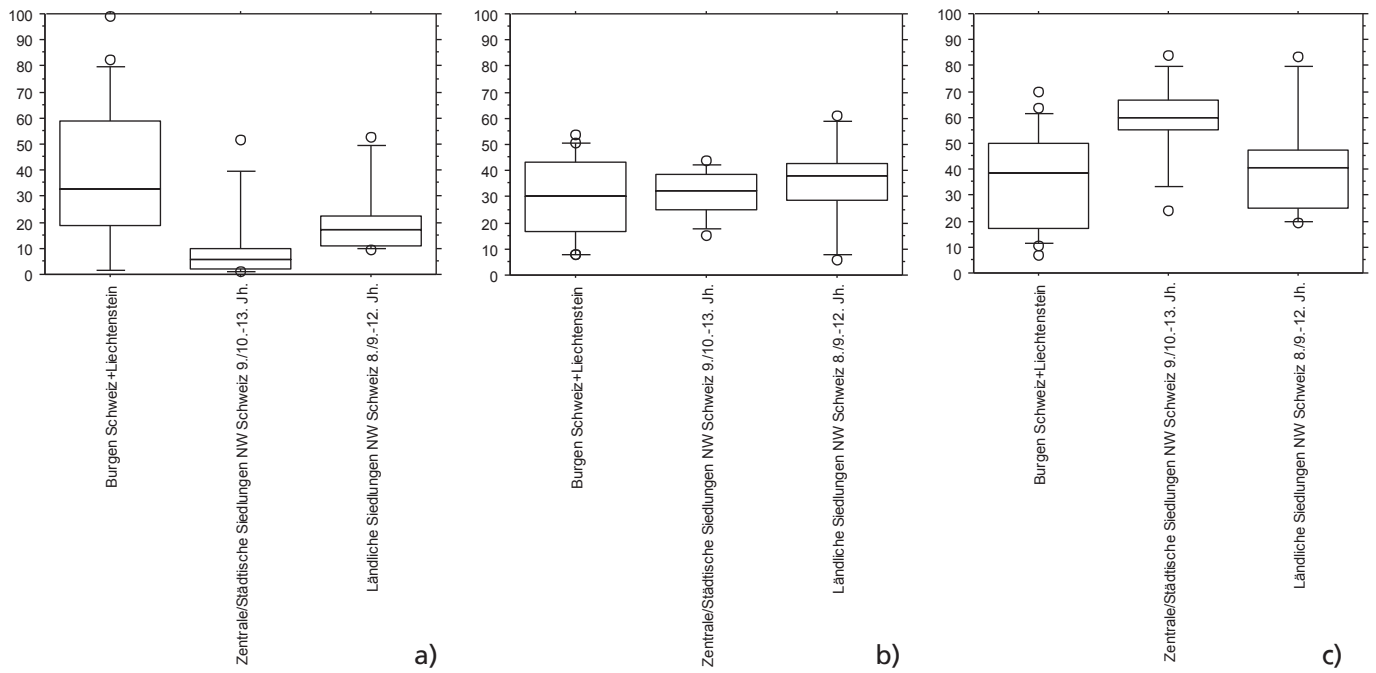 100
90
80
70
60
50
40
30
20
10
0
Burgen Schweiz+Liechtenstein
Zentrale/Städtische Siedlungen NW Schweiz 9./10.-13. Jh.
Ländliche Siedlungen NW Schweiz 8./9.-12. Jh.
a)
100
90
80
70
60
50
40
30
20
10
0
Burgen Schweiz+Liechtenstein
Zentrale/Städtische Siedlungen NW Schweiz 9./10.-13. Jh.
Ländliche Siedlungen NW Schweiz 8./9.-12. Jh.
b)
100
90
80
70
60
50
40
30
20
10
0
Burgen Schweiz+Liechtenstein
Zentrale/Städtische Siedlungen NW Schweiz 9./10.-13. Jh.
Ländliche Siedlungen NW Schweiz 8./9.-12. Jh.
c)